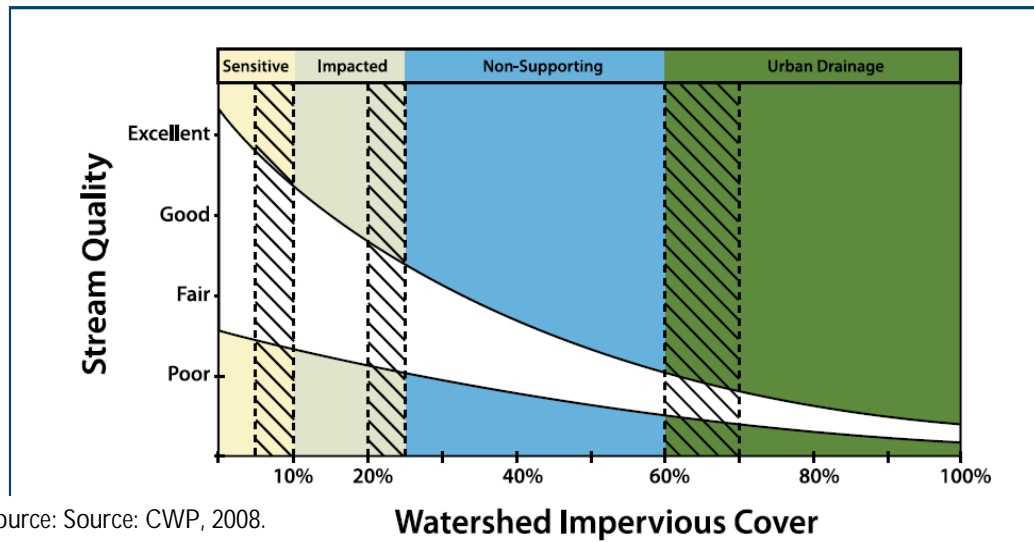 Sensitive Impacted Non-Supporting Urban Drainage
Excellent
Good
Fair
Poor
Stream Quality
10% 20% 40% 60% 80% 100%
ource: Source: CWP, 2008.
Watershed Impervious Cover